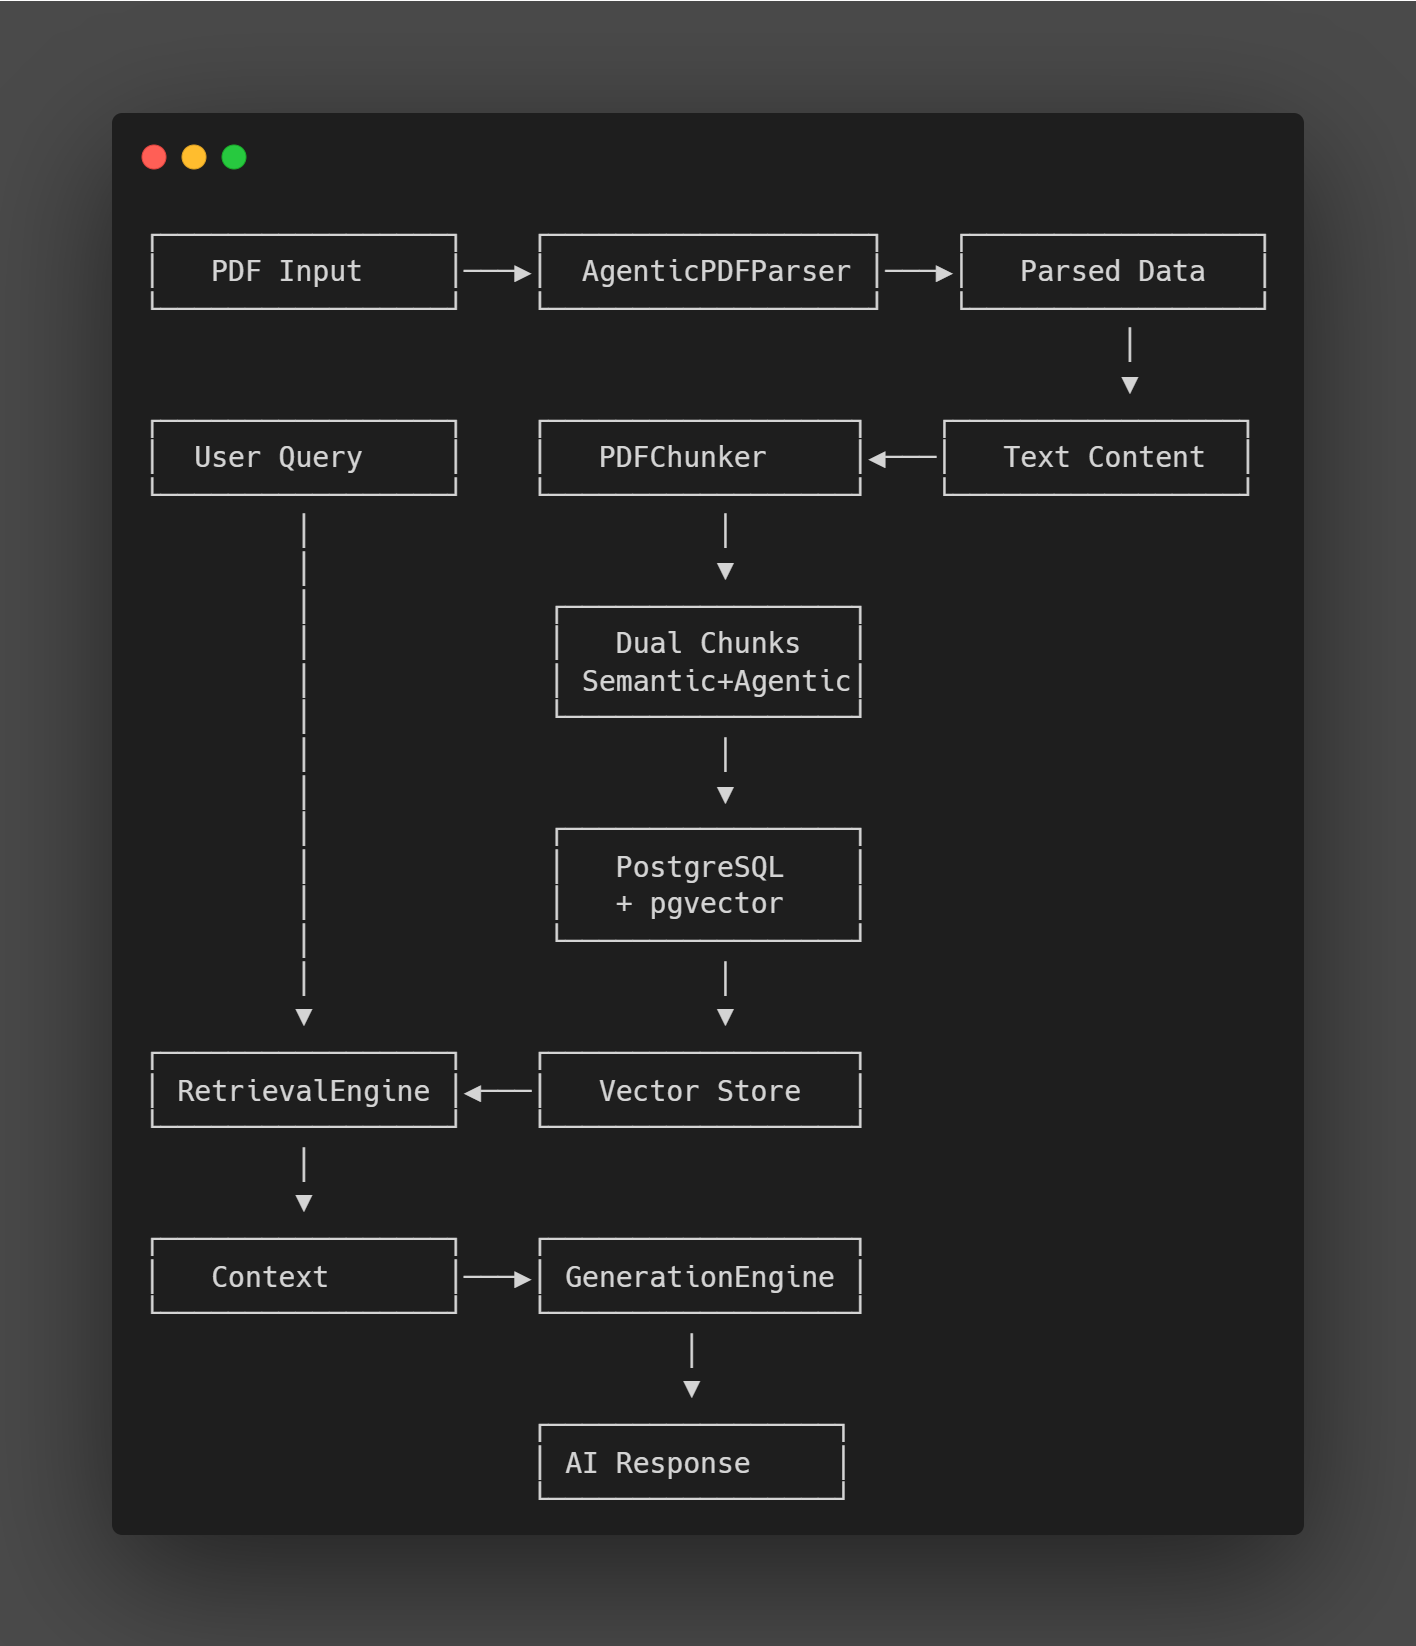 PDF Input
AgenticPDFParser
Parsed Data
User Query
PDFChunker
Text Content
Dual Chunks
Semantic+Agentic
PostgreSQL
+ pgvector
RetrievalEngine
Vector Store
Context
GenerationEngine
AI Response